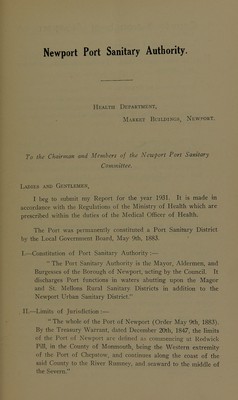 Newport Port Sanitary Authority.
HEALTH DEPARTMENT,
MARKET BUILDINGS, NEWPORT.
To the Chairman and Members of the Newport Port Sanitary
Committee.
LADIES AND GENTLEMEN,
I beg to submit my Report for the year 1931. It is made in
accordance with the Regulations of the Ministry of Health which are
prescribed within the duties of the Medical Officer of Health.
The Port was permanently constituted a Port Sanitary District
by the Local Government Board, May 9th, 1883.
I.—Constitution of Port Sanitary Authority :—
"The Port Sanitary Authority is the Mayor, Aldermen, and
Burgesses of the Borough of Newport, acting by the Council. It
discharges Port functions in waters abutting upon the Magor
and St. Mellons Rural Sanitary Districts in addition to the
Newport Urban Sanitary District."
II.—Limits of Jurisdiction :—
"The whole of the Port of Newport (Order May 9th, 1883).
By the Treasury Warrant, dated December 20th, 1847, the limits
of the Port of Newport are defined as commencing at Redwick
Pill, in the County of Monmouth, being the Western extremity
of the Port of Chepstow, and continues along the coast of the
said County to the River Rumney, and seaward to the middle of
the Severn."